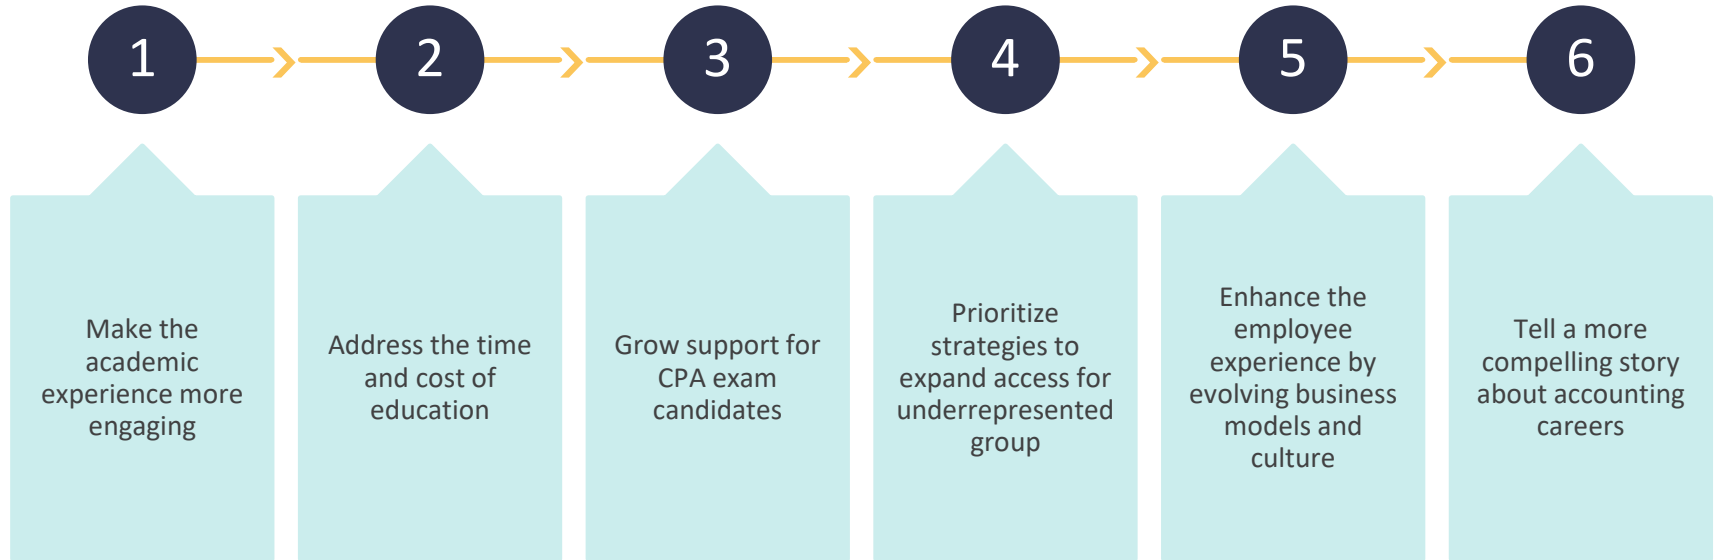 1
2
3
4
5
6
Make the
academic
experience more
engaging
Address the time
and cost of
education
Grow support for
CPA exam
candidates
Prioritize
strategies to
expand access for
underrepresented
group
Enhance the
employee
experience by
evolving business
models and
culture
Tell a more
compelling story
about accounting
careers